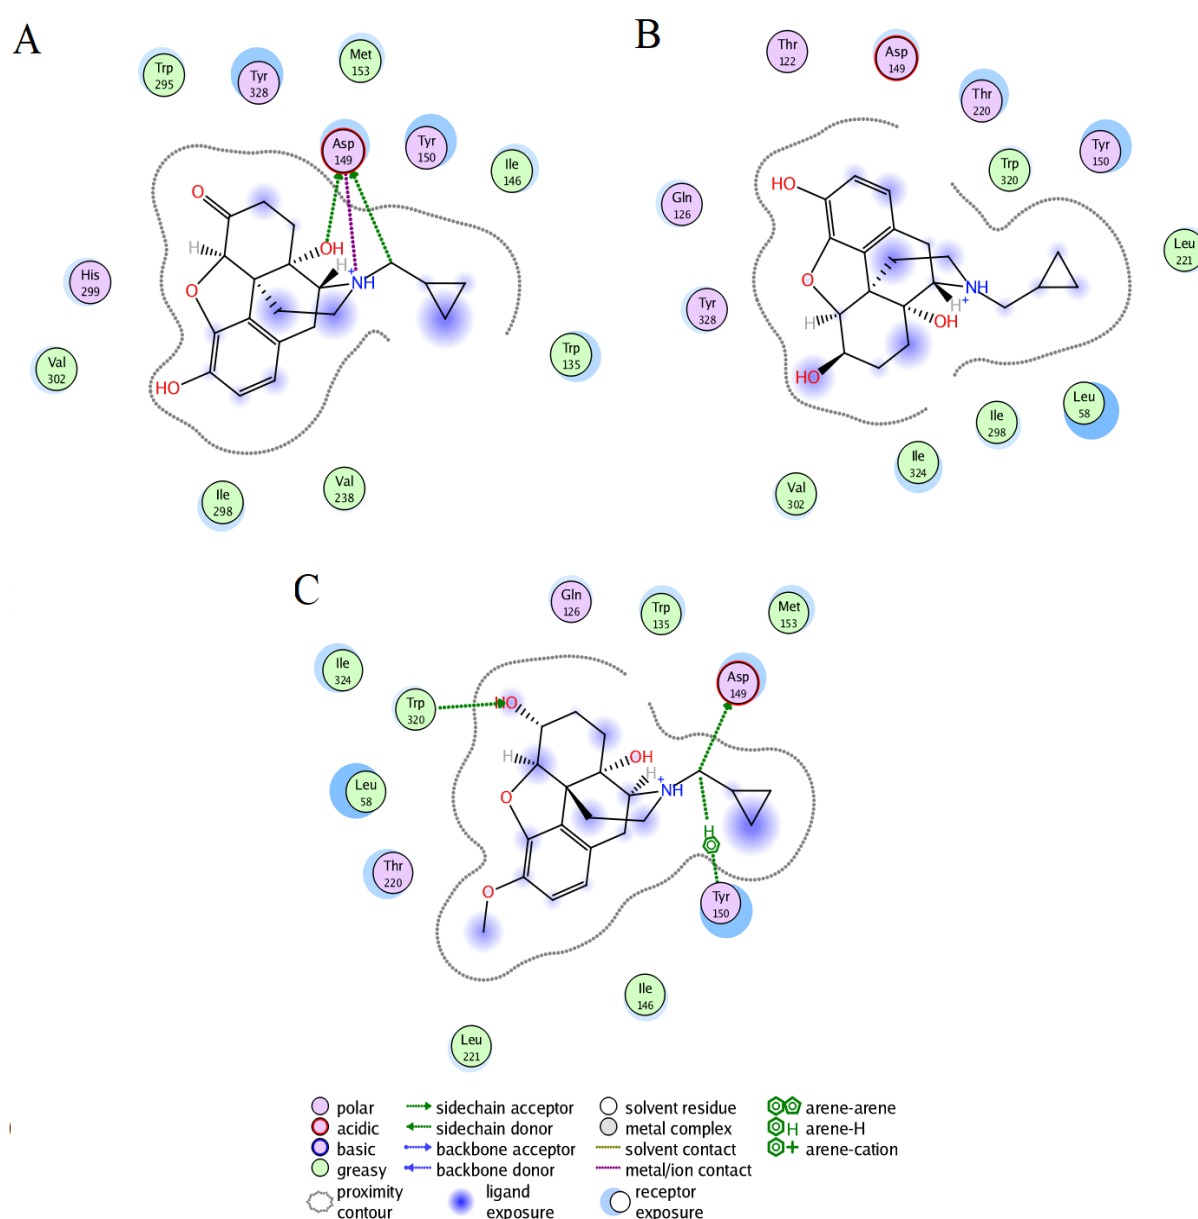 A
Trp
295
Tyr
328
Met
153
Asp
149
Tyr
150
Ile
146
O
H
OH
H
+
NH
O
HO
His
299
Val
302
Trp
135
Ile
298
Val
238
B
Thr
122
Asp
149
Thr
220
Tyr
150
Trp
320
Gln
126
HO
Leu
221
Tyr
328
O
NH
H
+
H
OH
HO
Leu
58
Ile
298
Ile
324
Val
302
C
Gln
126
Trp
135
Met
153
Ile
324
Asp
149
Trp
320
HO
H
OH
H
+
NH
Leu
58
O
H
Thr
220
O
Tyr
150
Ile
146
Leu
221
polar
acidic
basic
greasy
proximity
contour
sidechain acceptor
sidechain donor
backbone acceptor
backbone donor
ligand
exposure
solvent residue
metal complex
solvent contact
metal/ion contact
receptor
exposure
arene-arene
H arene-H
+ arene-cation